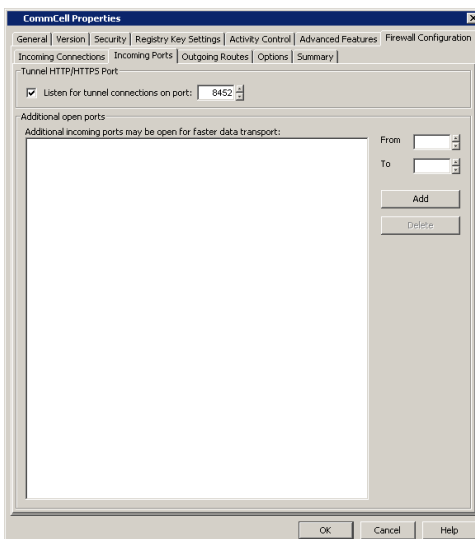 CommCell Properties
General Version Security Registry Key Settings Activity Control Advanced Features Firewall Configuration
Incoming Connections Incoming Ports Outgoing Routes Options Summary
Tunnel HTTP/HTTPS Port
Listen for tunnel connections on port: 8452
Additional open ports
Additional incoming ports may be open for faster data transport:
From
To
Add
Delete
OK Cancel Help